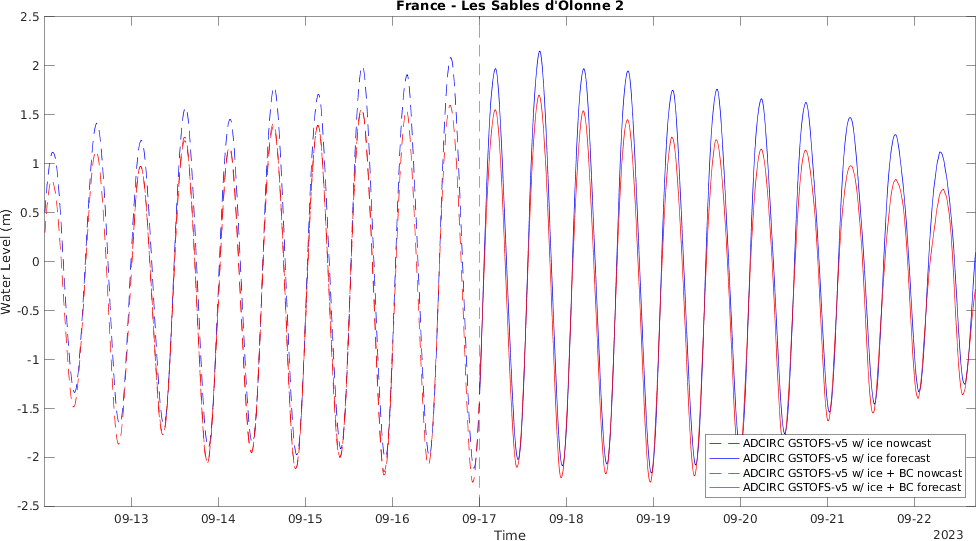 France - Les Sables d'Olonne 2
2.5
2
1.5
1
0.5
0
-0.5
-1
-1.5
-2
-2.5
Water Level (m)
ADCIRC GSTOFS-v5 w/ ice nowcast
ADCIRC GSTOFS-v5 w/ ice forecast
ADCIRC GSTOFS-v5 w/ ice + BC nowcast
ADCIRC GSTOFS-v5 w/ ice + BC forecast
09-13 09-14 09-15 09-16 09-17 09-18 09-19 09-20 09-21 09-22
Time
2023